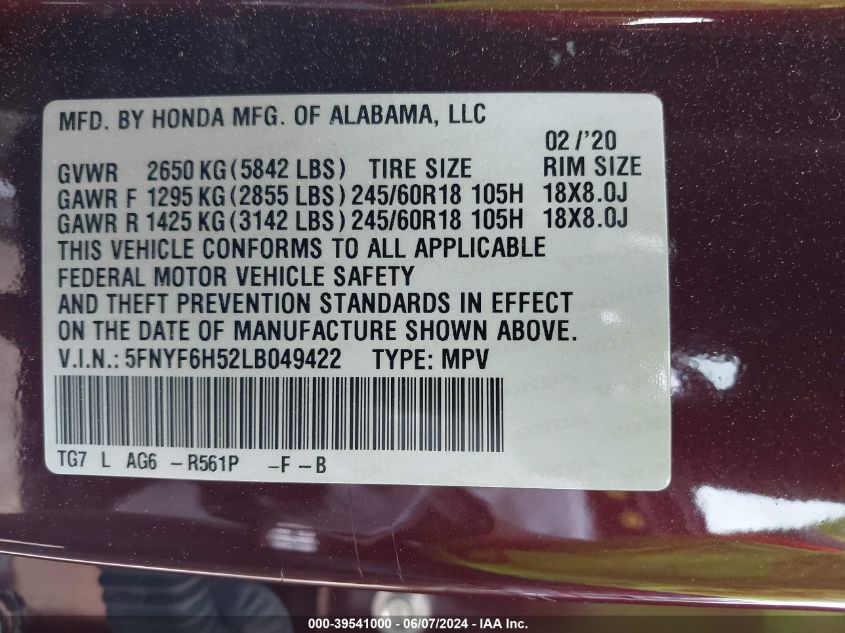 MFD. BY HONDA MFG. OF ALABAMA, LLC
02/'20
GVWR 2650 KG (5842 LBS) TIRE SIZE RIM SIZE
GAWR F 1295 KG (2855 LBS) 245/60R18 105H 18X8.0J
GAWR R 1425 KG (3142 LBS) 245/60R18 105H 18X8.0J
THIS VEHICLE CONFORMS TO ALL APPLICABLE
FEDERAL MOTOR VEHICLE SAFETY
AND THEFT PREVENTION STANDARDS IN EFFECT
ON THE DATE OF MANUFACTURE SHOWN ABOVE.
V.I.N.: 5FNYF6H52LB049422 TYPE: MPV
TG7 L AG6 -R561P -F-B
000-39541000 - 06/07/2024 - IAA Inc.